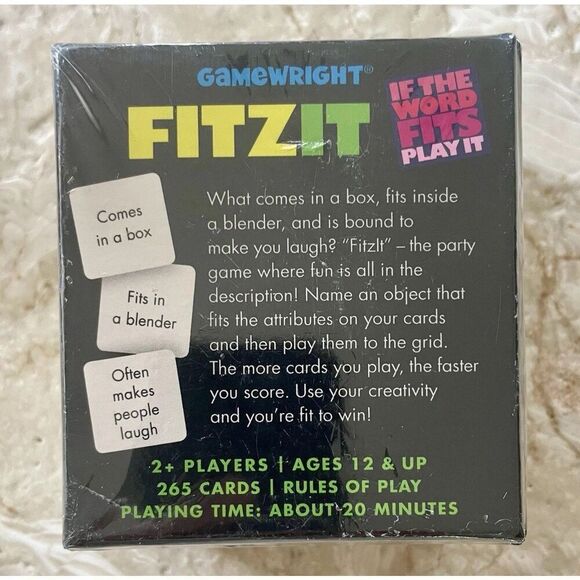 GAMEWRIGHT®
FITZIT
IF THE
WORD
FITS
PLAY IT
Comes
in a box
Fits in
a blender
Often
makes
people
laugh
What comes in a box, fits inside
a blender, and is bound to
make you laugh? "FitzIt" – the party
game where fun is all in the
description! Name an object that
fits the attributes on your cards
and then play them to the grid.
The more cards you play, the faster
you score. Use your creativity
and you're fit to win!
2+ PLAYERS | AGES 12 & UP
265 CARDS | RULES OF PLAY
PLAYING TIME: ABOUT 20 MINUTES